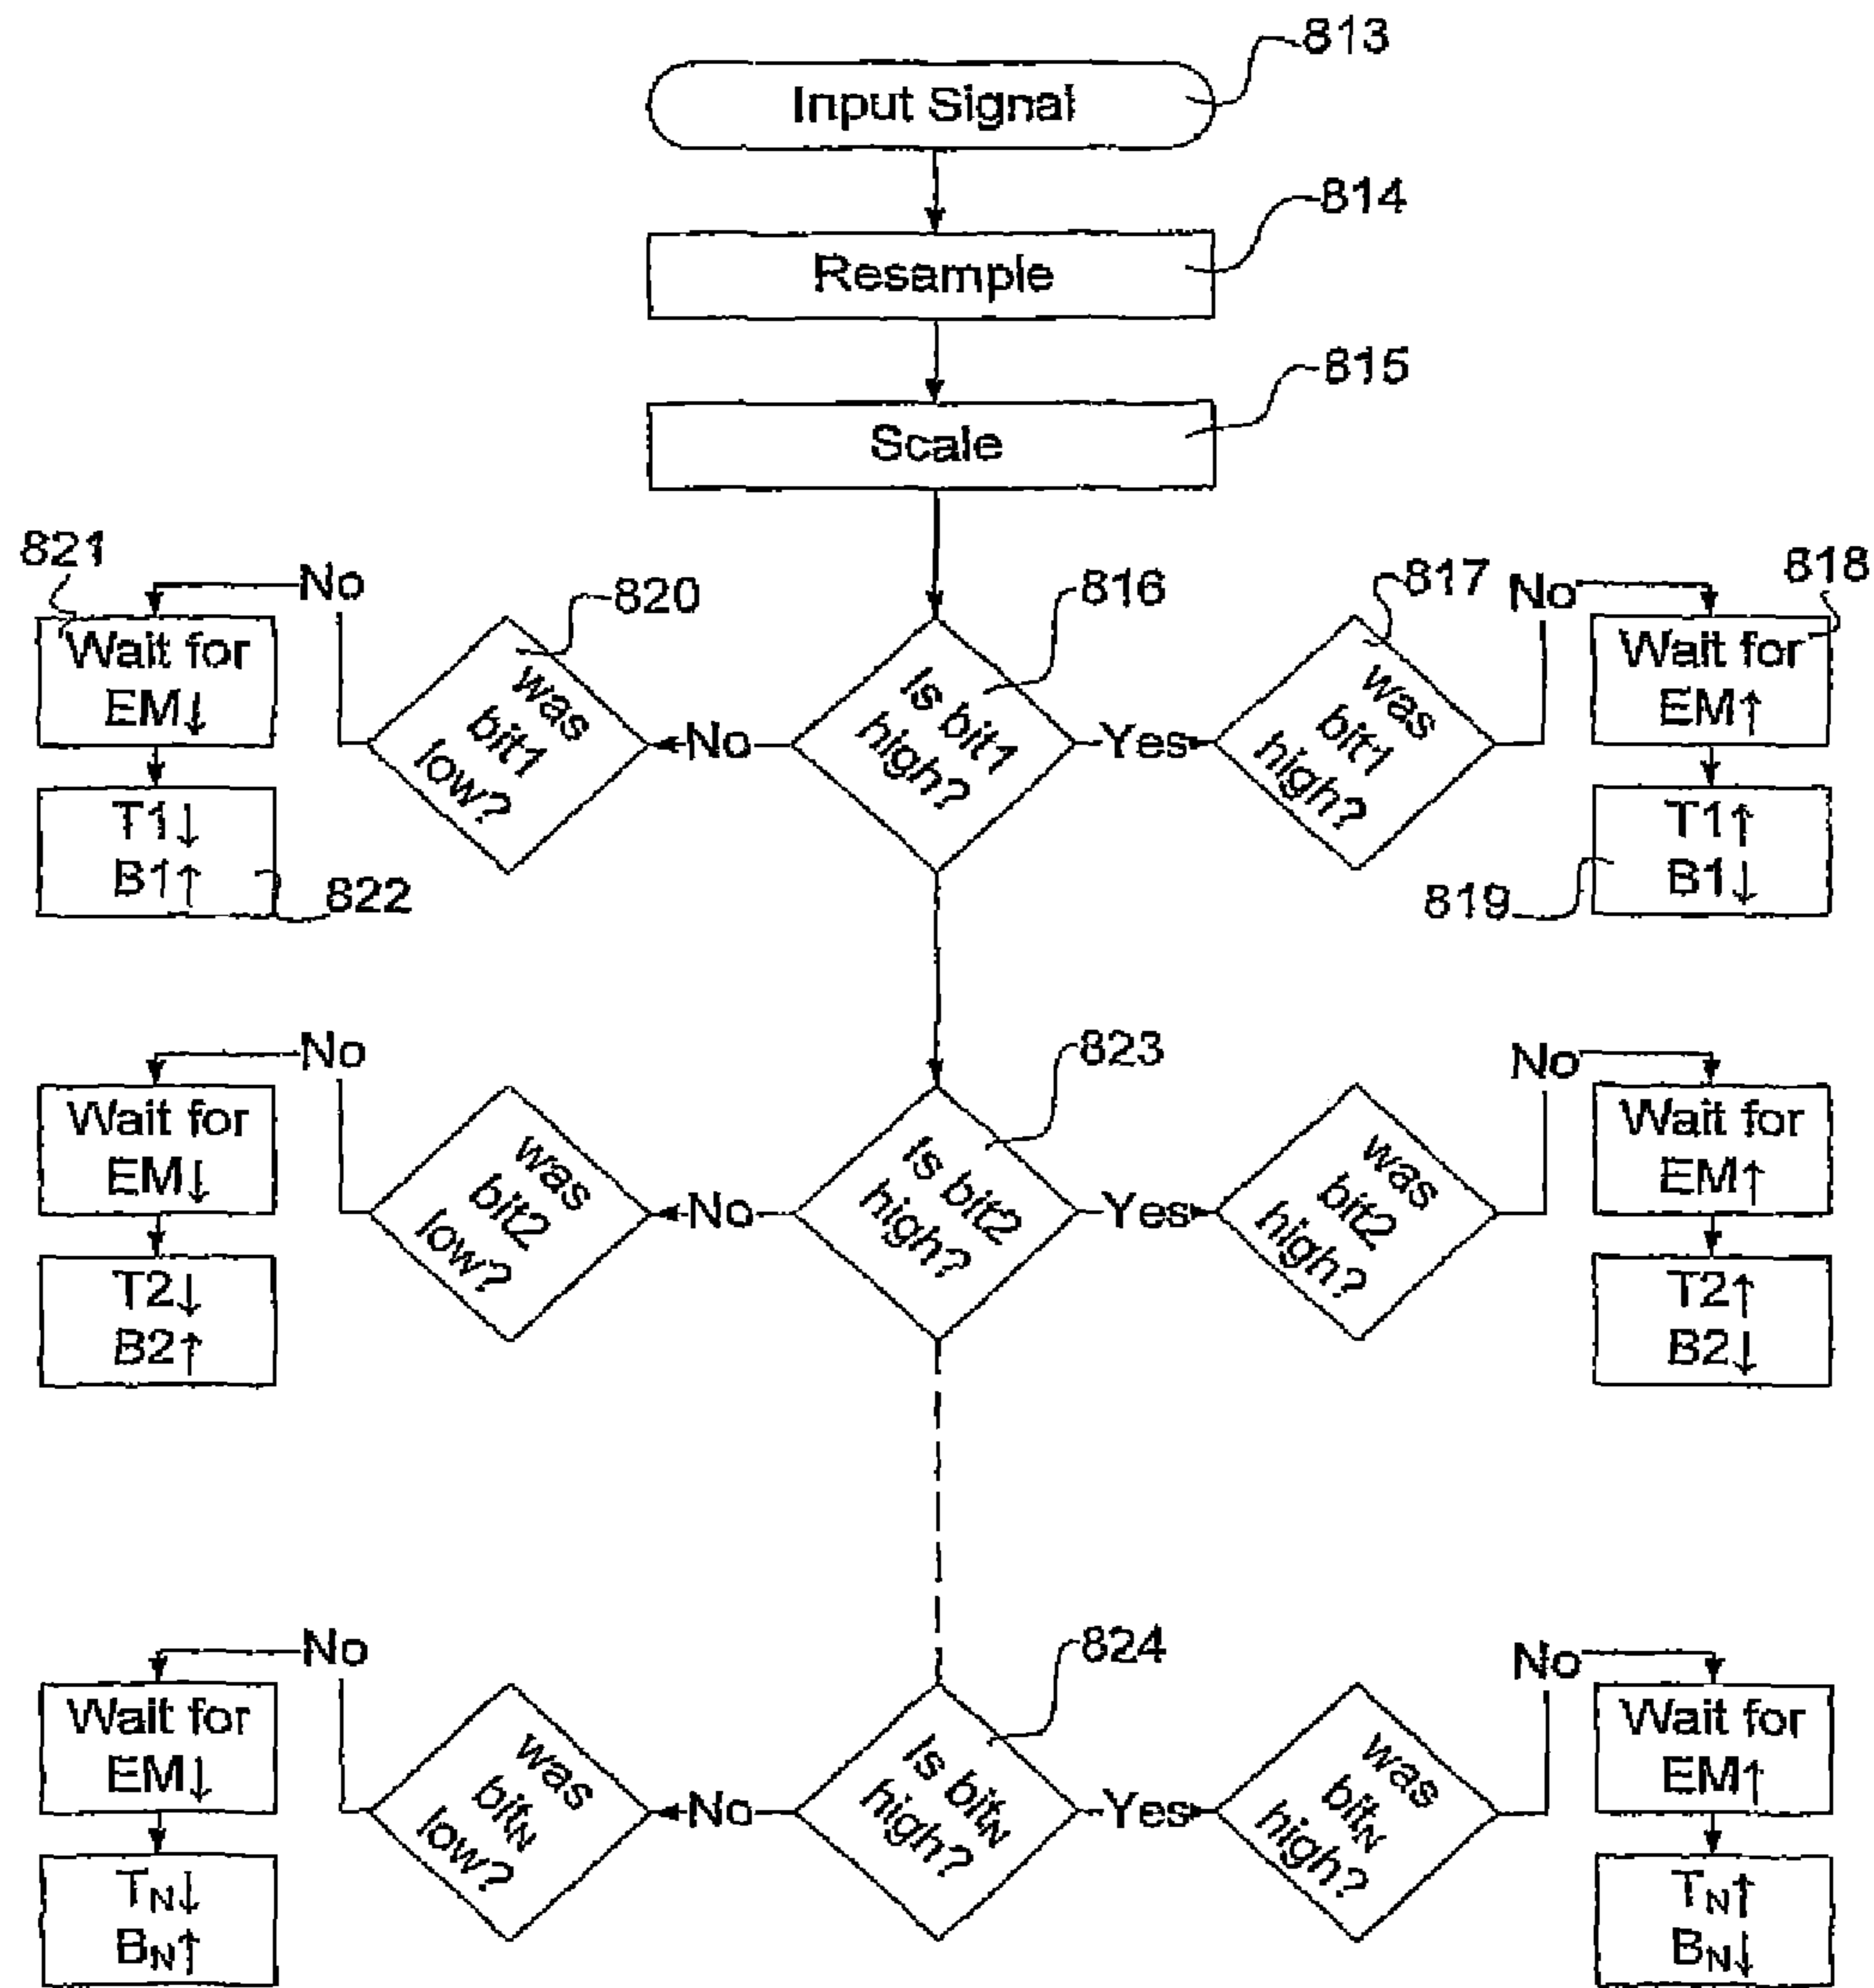 813
Input Signal
814
Resample
815
Scale
821
No
820
816
817
No
818
Wait for
EM↓
was
bit1
low?
No
Is bit1
high?
Yes
was
bit1
high?
Wait for
EM↑
T1↓
B1↑
822
819
T1↑
B1↓
No
823
No
Wait for
EM↓
was
bit2
low?
No
Is bit2
high?
Yes
was
bit2
high?
Wait for
EM↑
T2↓
B2↑
T2↑
B2↓
No
824
No
Wait for
EM↓
was
bitN
low?
No
Is bitN
high?
Yes
was
bitN
high?
Wait for
EM↑
TN↓
BN↑
TN↑
BN↓